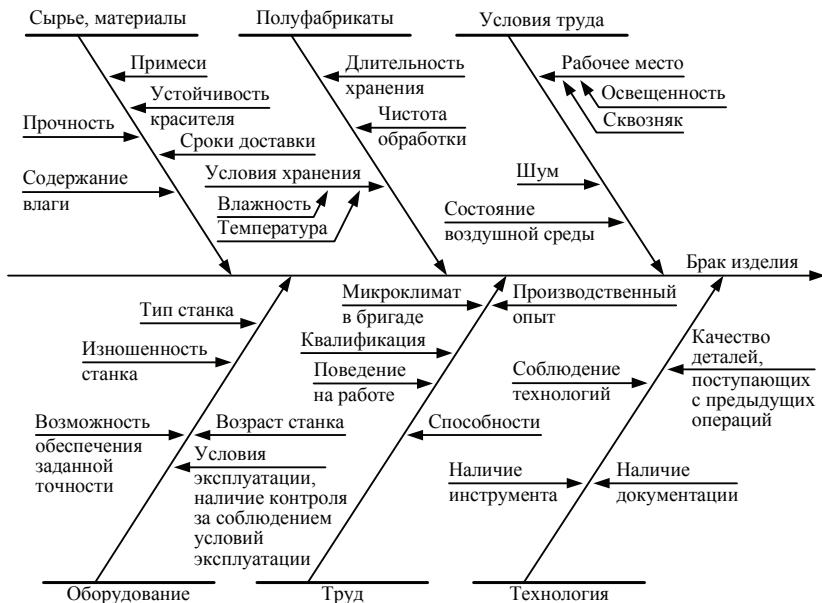 Сырье, материалы
Полуфабрикаты
Условия труда
Примеси
Устойчивость
красителя
Прочность
Сроки доставки
Содержание
влаги
Длительность
хранения
Чистота
обработки
Условия хранения
Влажность
Температура
Рабочее место
Освещенность
Сквозняк
Шум
Состояние
воздушной среды
Брак изделия
Тип станка
Изношенность
станка
Возможность
обеспечения
заданной
точности
Возраст станка
Условия
эксплуатации,
наличие контроля
за соблюдением
условий
эксплуатации
Микроклимат
в бригаде
Производственный
опыт
Квалификация
Поведение
на работе
Способности
Соблюдение
технологий
Качество
деталей,
поступающих
с предыдущих
операций
Наличие
инструмента
Наличие
документации
Оборудование
Труд
Технология